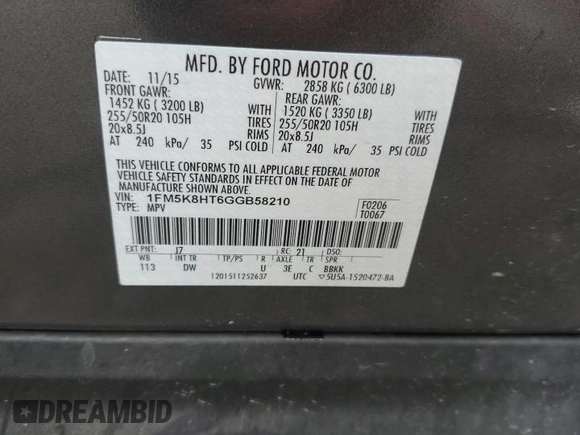 MFD. BY FORD MOTOR CO.
DATE: 11/15 GVWR: 2858 KG ( 6300 LB)
FRONT GAWR: REAR GAWR:
1452 KG ( 3200 LB) WITH 1520 KG ( 3350 LB) WITH
255/50R20 105H TIRES 255/50R20 105H TIRES
20x8.5J RIMS 20x8.5J RIMS
AT 240 kPa/ 35 PSI COLD AT 240 kPa/ 35 PSI COLD
THIS VEHICLE CONFORMS TO ALL APPLICABLE FEDERAL MOTOR
VEHICLE SAFETY STANDARDS IN EFFECT ON THE DATE OF
MANUFACTURE SHOWN ABOVE.
VIN: 1FM5K8HT6GGB58210 F0206
TYPE: MPV T0067
EXT PNT: J7 RC: 21 DSO:
WB INT TR TP/PS R AXLE TR SPR
113 DW U 3E C BBKK
1201511252637 UTC ▽5U5A-1520472-BA
DREAMBID